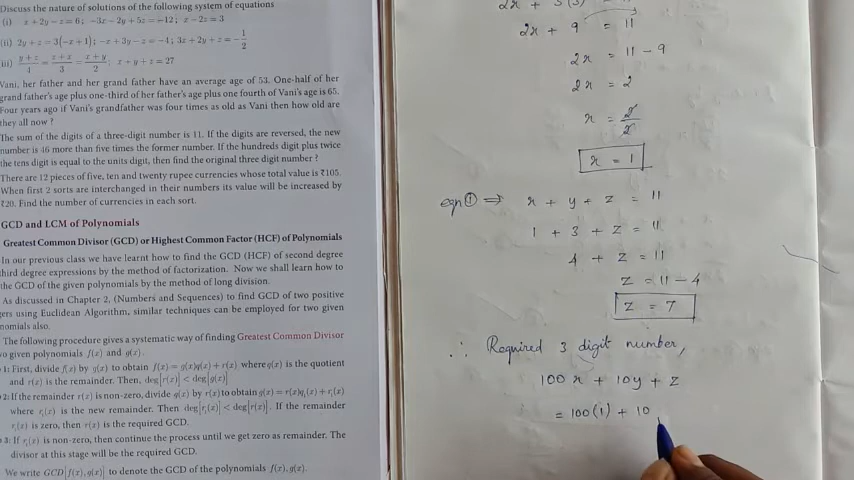 Discuss the nature of solutions of the following system of equations
(i) x + 2y − z = 6; −3x − 2y + 5z = −12; x − 2z = 3
(ii) 2y + z = 3(−x + 1); −x + 3y − z = −4; 3x + 2y + z = −1/2
(iii) (y + z)/4 = (z + x)/3 = (x + y)/2; x + y + z = 27
Vani, her father and her grand father have an average age of 53. One-half of her
grand father's age plus one-third of her father's age plus one fourth of Vani's age is 65.
Four years ago if Vani's grandfather was four times as old as Vani then how old are
they all now ?
The sum of the digits of a three-digit number is 11. If the digits are reversed, the new
number is 46 more than five times the former number. If the hundreds digit plus twice
the tens digit is equal to the units digit, then find the original three digit number ?
There are 12 pieces of five, ten and twenty rupee currencies whose total value is ₹105.
When first 2 sorts are interchanged in their numbers its value will be increased by
₹20. Find the number of currencies in each sort.
GCD and LCM of Polynomials
Greatest Common Divisor (GCD) or Highest Common Factor (HCF) of Polynomials
In our previous class we have learnt how to find the GCD (HCF) of second degree
third degree expressions by the method of factorization. Now we shall learn how to
the GCD of the given polynomials by the method of long division.
As discussed in Chapter 2, (Numbers and Sequences) to find GCD of two positive
gers using Euclidean Algorithm, similar techniques can be employed for two given
nomials also.
The following procedure gives a systematic way of finding Greatest Common Divisor
wo given polynomials f(x) and g(x).
1: First, divide f(x) by g(x) to obtain f(x) = g(x)q(x) + r(x) where q(x) is the quotient
and r(x) is the remainder. Then, deg[r(x)] < deg[g(x)]
2: If the remainder r(x) is non-zero, divide g(x) by r(x) to obtain g(x) = r(x)q₁(x) + r₁(x)
where r₁(x) is the new remainder. Then deg[r₁(x)] < deg[r(x)]. If the remainder
r₁(x) is zero, then r(x) is the required GCD.
3: If r₁(x) is non-zero, then continue the process until we get zero as remainder. The
divisor at this stage will be the required GCD.
We write GCD[f(x), g(x)] to denote the GCD of the polynomials f(x), g(x).
2x + 3(3) = 11
2x + 9 = 11
2x = 11 − 9
2x = 2
x = 2/2
x = 1
eqn ① ⇒ x + y + z = 11
1 + 3 + z = 11
4 + z = 11
z = 11 − 4
z = 7
∴ Required 3 digit number,
100x + 10y + z
= 100(1) + 10